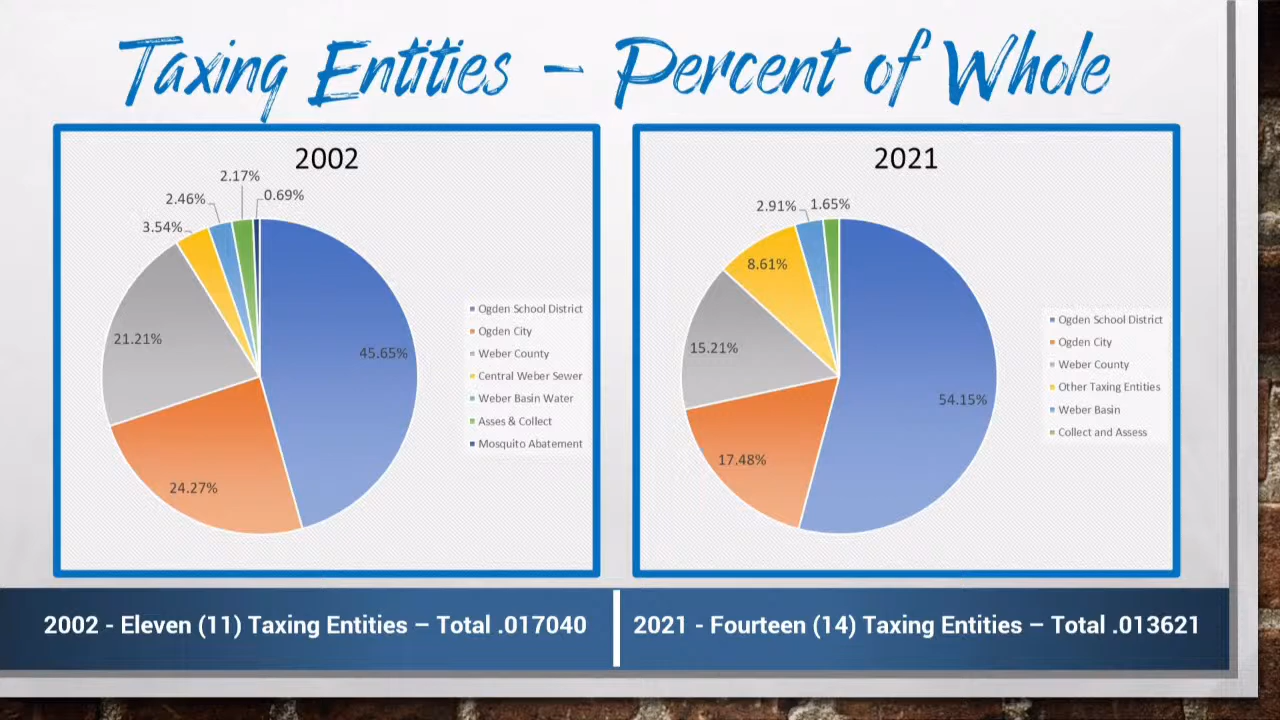 Taxing Entities – Percent of Whole
2002
2.17%
0.69%
2.46%
3.54%
21.21%
45.65%
24.27%
Ogden School District
Ogden City
Weber County
Central Weber Sewer
Weber Basin Water
Asses & Collect
Mosquito Abatement
2021
2.91%
1.65%
8.61%
15.21%
54.15%
17.48%
Ogden School District
Ogden City
Weber County
Other Taxing Entities
Weber Basin
Collect and Assess
2002 - Eleven (11) Taxing Entities – Total .017040
2021 - Fourteen (14) Taxing Entities – Total .013621